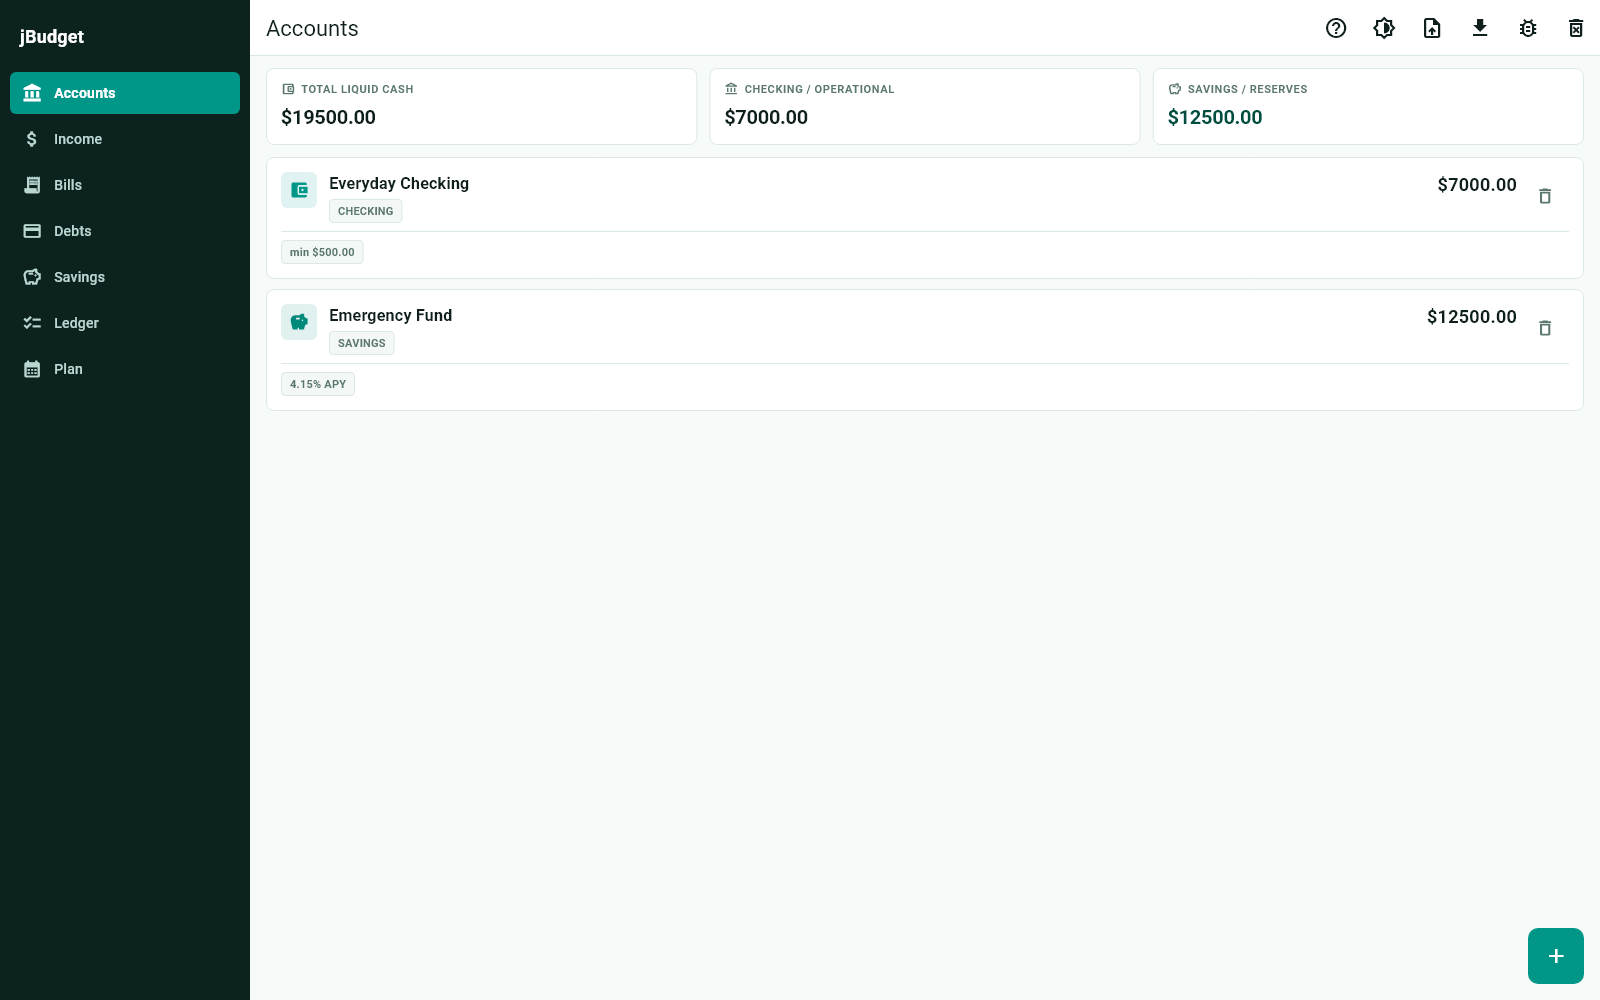 jBudget
Accounts
Income
Bills
Debts
Savings
Ledger
Plan
Accounts
TOTAL LIQUID CASH
$19500.00
CHECKING / OPERATIONAL
$7000.00
SAVINGS / RESERVES
$12500.00
Everyday Checking
CHECKING
$7000.00
min $500.00
Emergency Fund
SAVINGS
$12500.00
4.15% APY